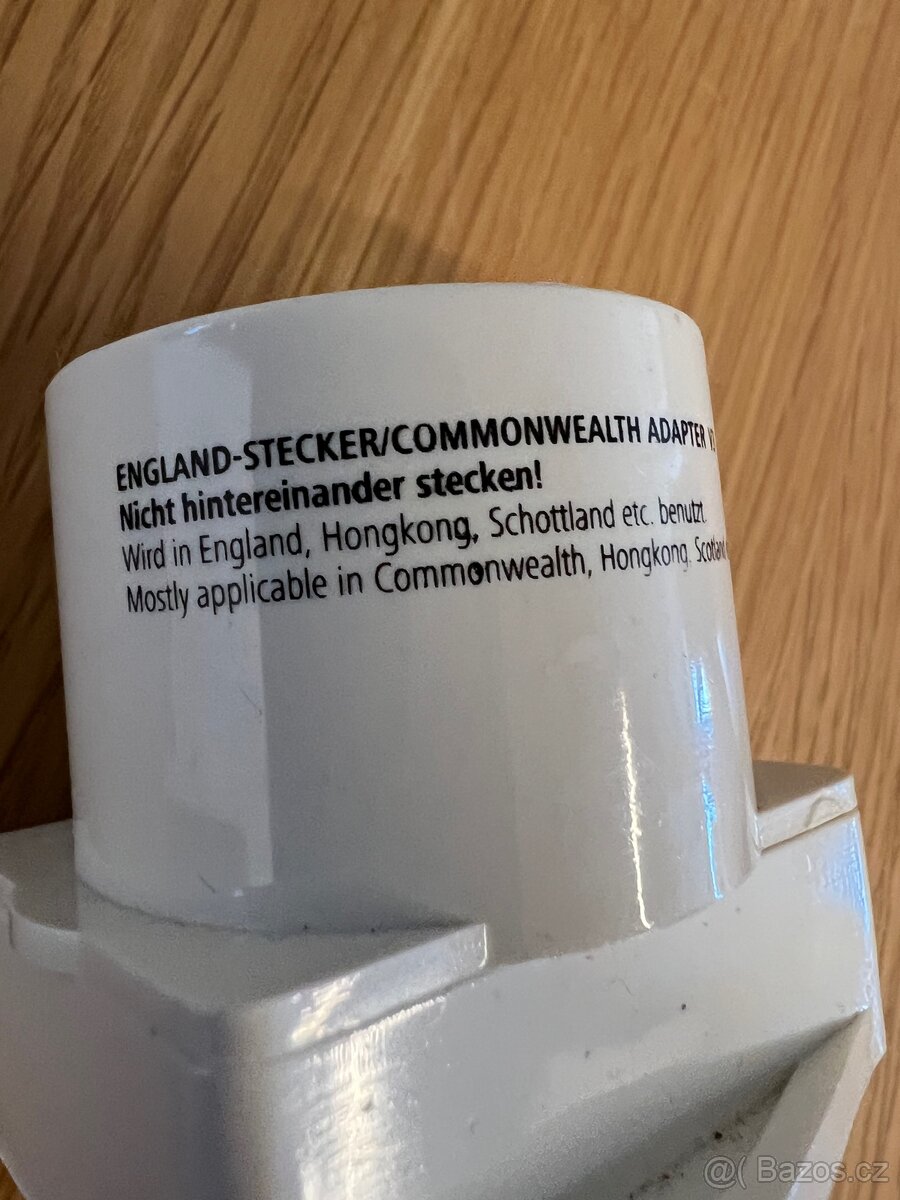 ENGLAND-STECKER/COMMONWEALTH ADAPTER
Nicht hintereinander stecken!
Wird in England, Hongkong, Schottland etc. benutzt.
Mostly applicable in Commonwealth, Hongkong, Scotland
@( Bazos.cz